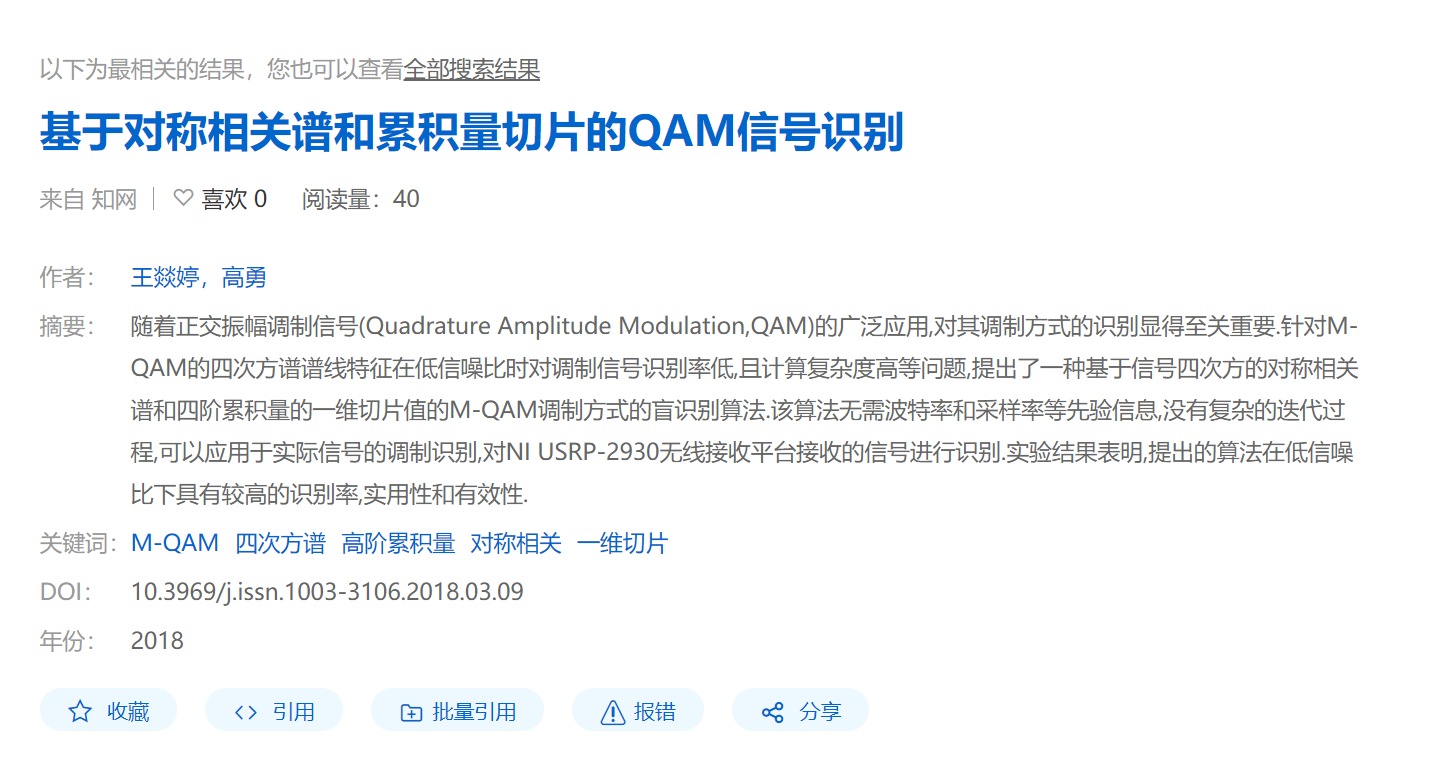 以下为最相关的结果，您也可以查看全部搜索结果
基于对称相关谱和累积量切片的QAM信号识别
来自 知网 喜欢 0 阅读量：40
作者： 王燚婷，高勇
摘要： 随着正交振幅调制信号(Quadrature Amplitude Modulation,QAM)的广泛应用,对其调制方式的识别显得至关重要.针对M-
QAM的四次方谱谱线特征在低信噪比时对调制信号识别率低,且计算复杂度高等问题,提出了一种基于信号四次方的对称相关
谱和四阶累积量的一维切片值的M-QAM调制方式的盲识别算法.该算法无需波特率和采样率等先验信息,没有复杂的迭代过
程,可以应用于实际信号的调制识别,对NI USRP-2930无线接收平台接收的信号进行识别.实验结果表明,提出的算法在低信噪
比下具有较高的识别率,实用性和有效性.
关键词： M-QAM 四次方谱 高阶累积量 对称相关 一维切片
DOI： 10.3969/j.issn.1003-3106.2018.03.09
年份： 2018
收藏 引用 批量引用 报错 分享